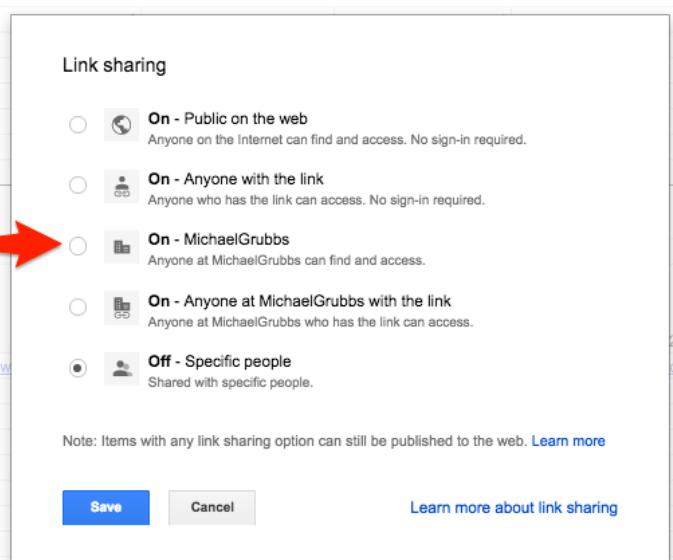 Link sharing
On - Public on the web
Anyone on the Internet can find and access. No sign-in required.
On - Anyone with the link
Anyone who has the link can access. No sign-in required.
On - MichaelGrubbs
Anyone at MichaelGrubbs can find and access.
On - Anyone at MichaelGrubbs with the link
Anyone at MichaelGrubbs who has the link can access.
Off - Specific people
Shared with specific people.
Note: Items with any link sharing option can still be published to the web. Learn more
Save Cancel Learn more about link sharing